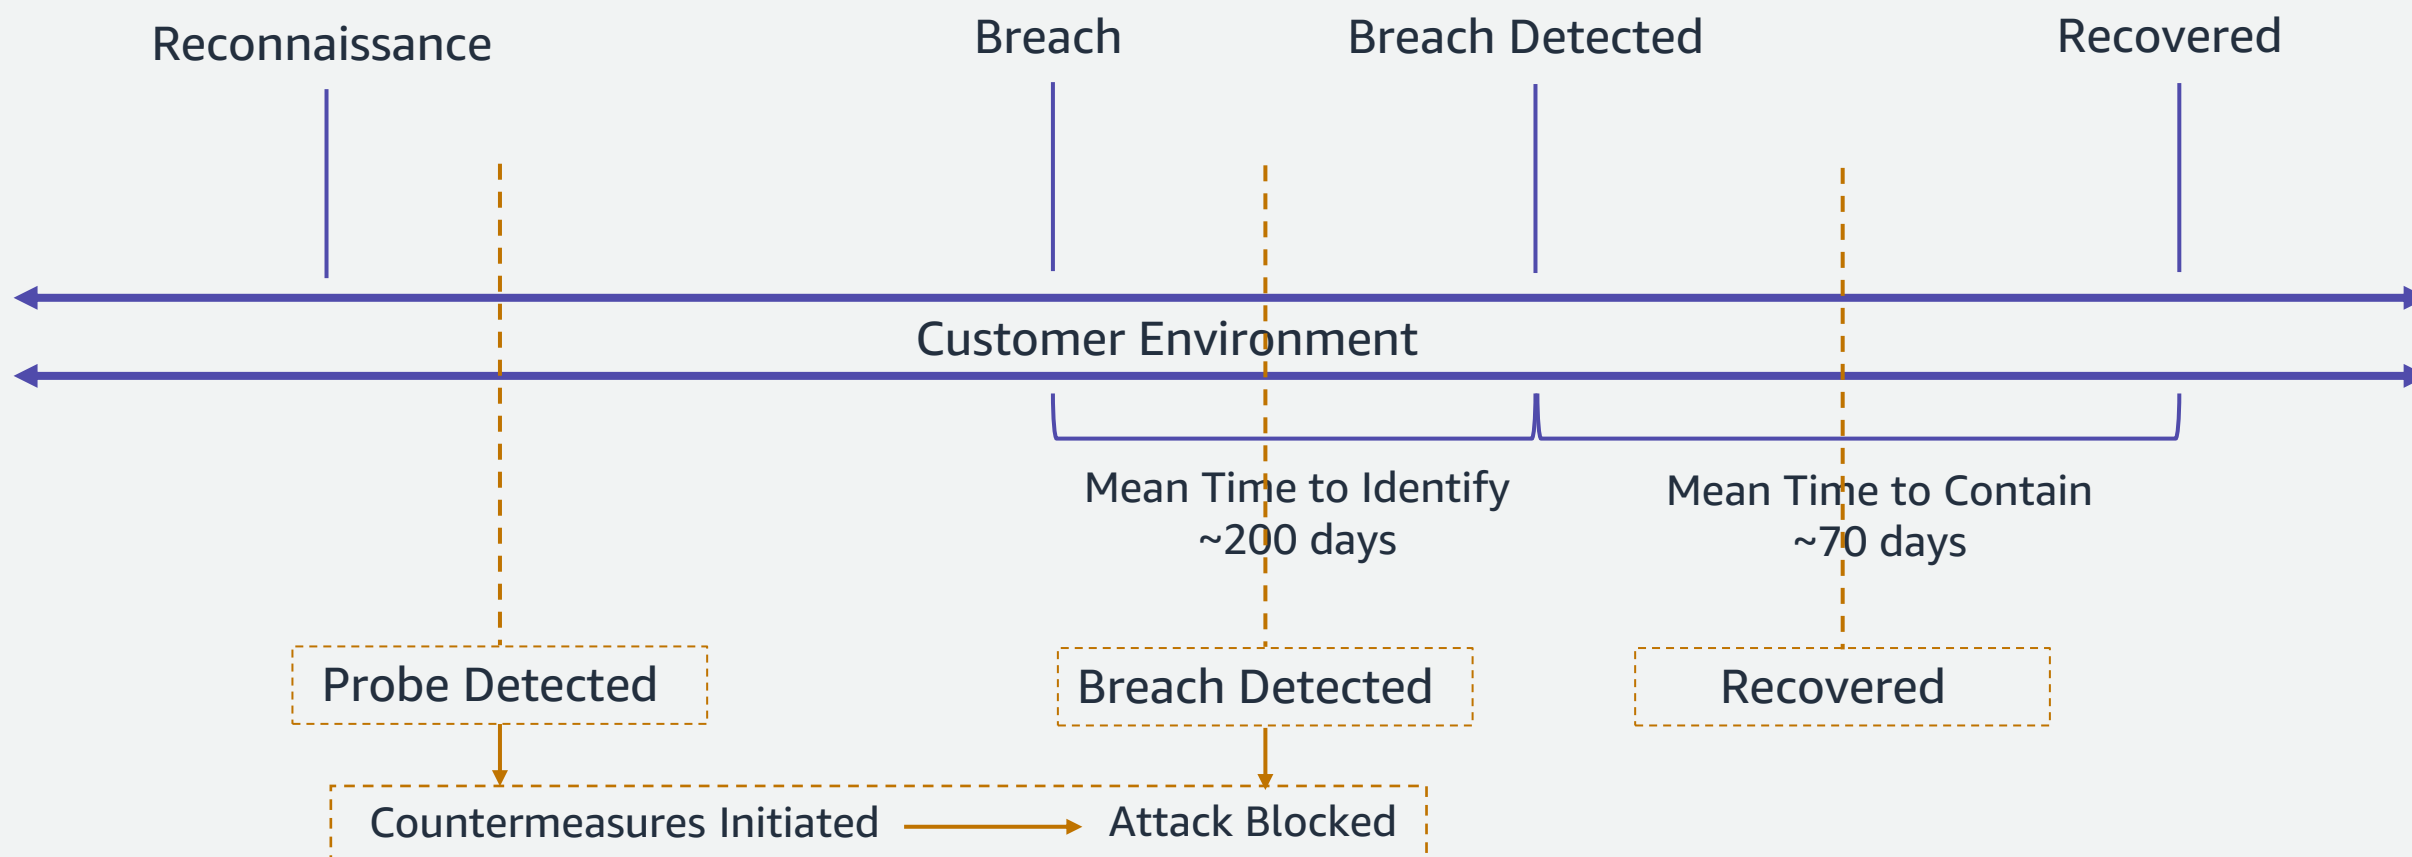 Reconnaissance
Breach
Breach Detected
Recovered
Customer Environment
Mean Time to Identify
~200 days
Mean Time to Contain
~70 days
Probe Detected
Breach Detected
Recovered
Countermeasures Initiated
Attack Blocked